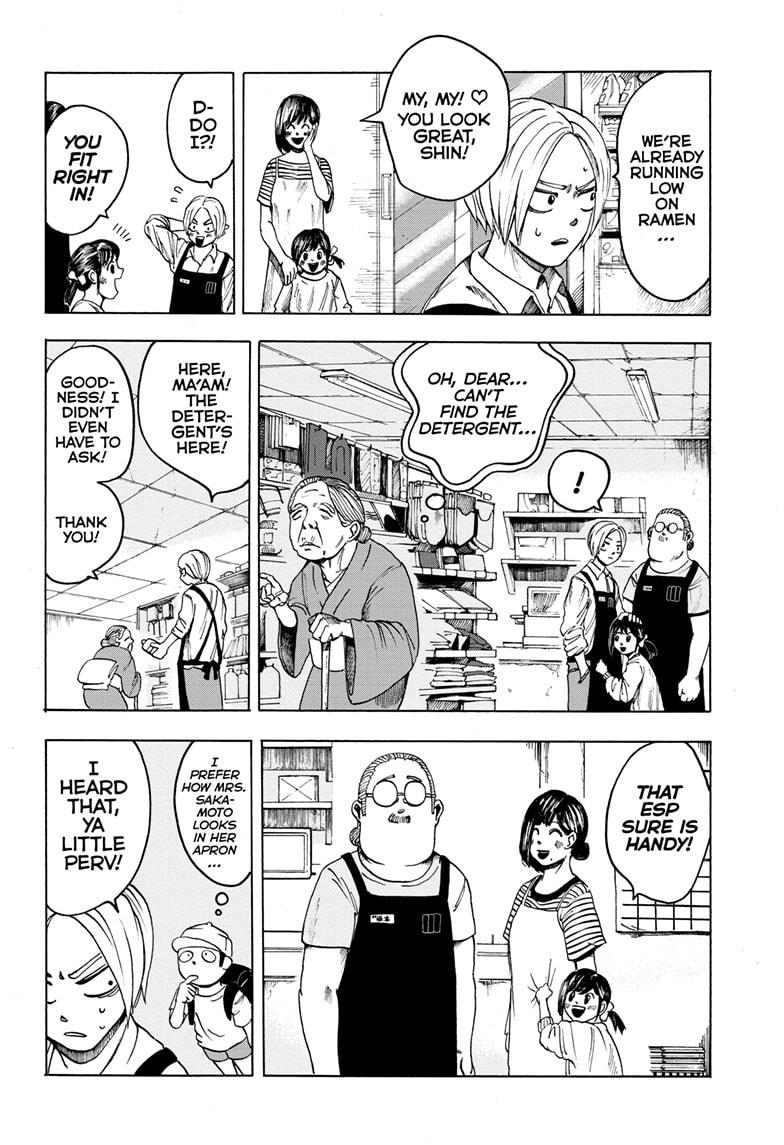 WE'RE
ALREADY
RUNNING
LOW
ON
RAMEN
...
MY, MY! ♡
YOU LOOK
GREAT,
SHIN!
D-
DO
I?!
YOU
FIT
RIGHT
IN!
OH, DEAR...
CAN'T
FIND THE
DETERGENT...
!
HERE,
MA'AM!
THE
DETER-
GENT'S
HERE!
GOOD-
NESS! I
DIDN'T
EVEN
HAVE TO
ASK!
THANK
YOU!
THAT
ESP
SURE IS
HANDY!
I
PREFER
HOW MRS.
SAKA-
MOTO
LOOKS
IN HER
APRON
...
I
HEARD
THAT,
YA
LITTLE
PERV!